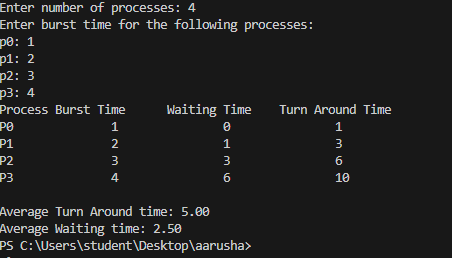 Enter number of processes: 4
Enter burst time for the following processes:
p0: 1
p1: 2
p2: 3
p3: 4
Process Burst Time Waiting Time Turn Around Time
P0 1 0 1
P1 2 1 3
P2 3 3 6
P3 4 6 10
Average Turn Around time: 5.00
Average Waiting time: 2.50
PS C:\Users\student\Desktop\aarusha>